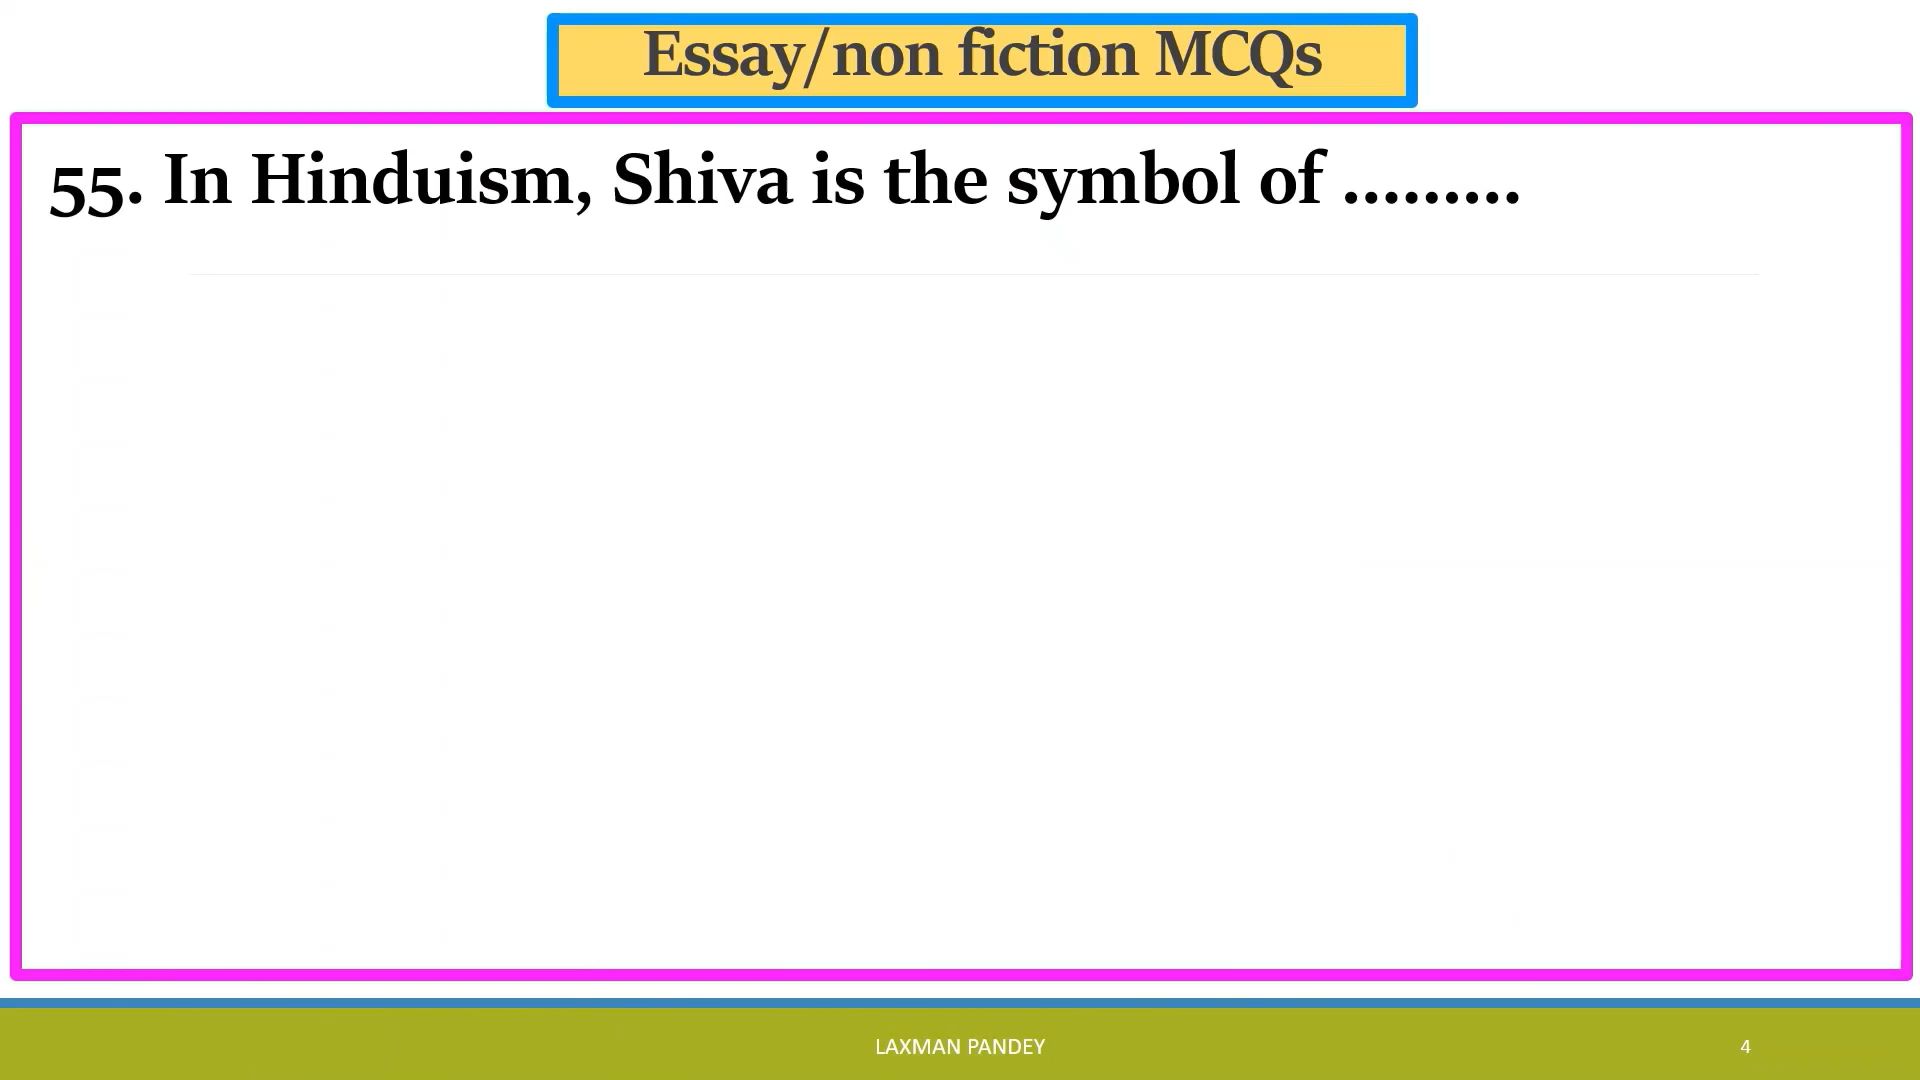 Essay/non fiction MCQs
55. In Hinduism, Shiva is the symbol of .........
LAXMAN PANDEY
4